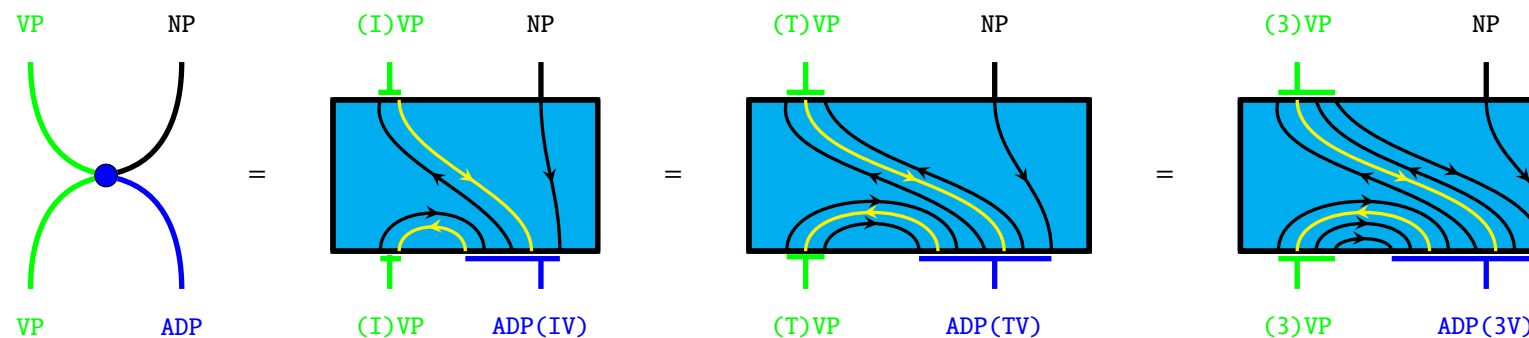 VP NP (I)VP NP (T)VP NP (3)VP NP
= = =
VP ADP (I)VP ADP(IV) (T)VP ADP(TV) (3)VP ADP(3V)